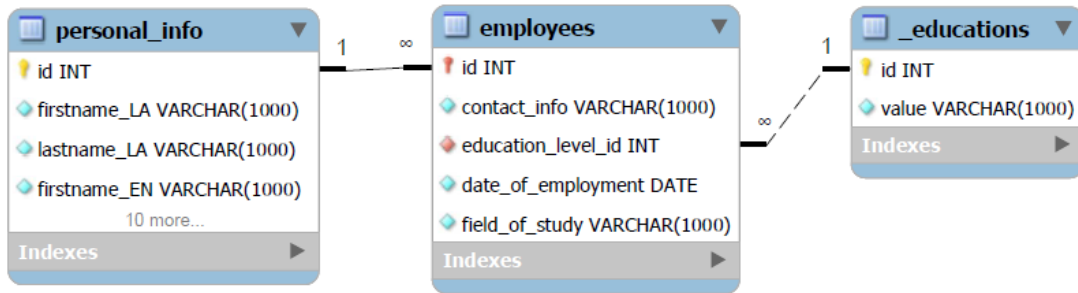 personal_info
id INT
firstname_LA VARCHAR(1000)
lastname_LA VARCHAR(1000)
firstname_EN VARCHAR(1000)
10 more...
Indexes
1
∞
employees
id INT
contact_info VARCHAR(1000)
education_level_id INT
date_of_employment DATE
field_of_study VARCHAR(1000)
Indexes
∞
1
_educations
id INT
value VARCHAR(1000)
Indexes